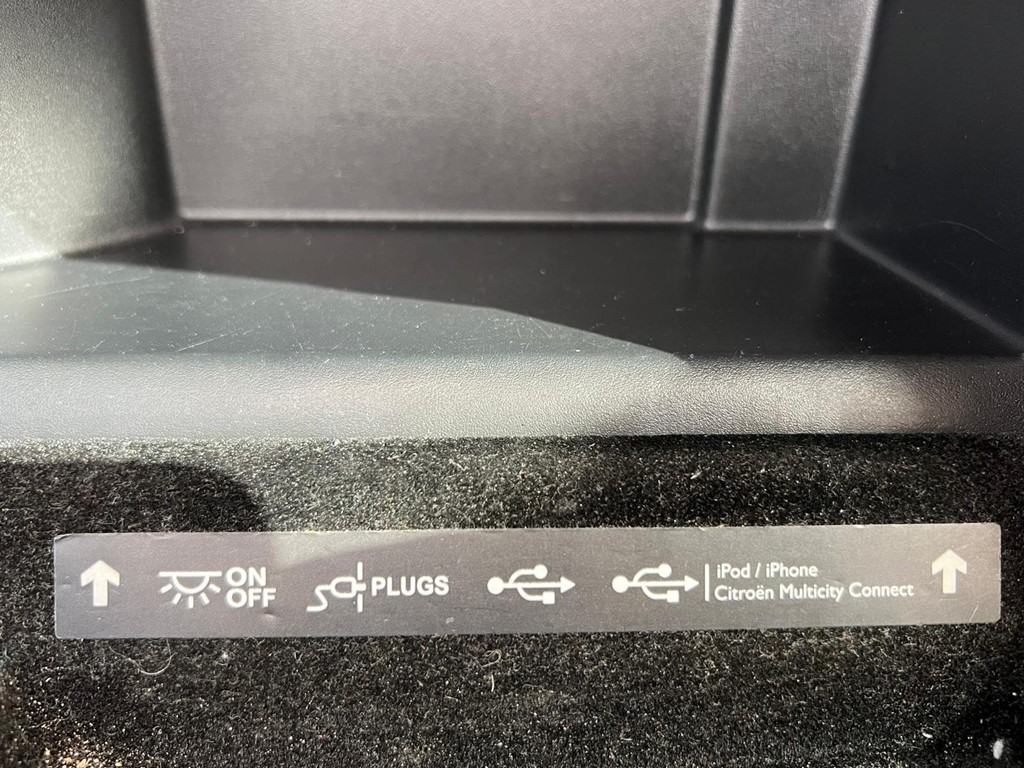 ON
OFF
PLUGS
iPod / iPhone
Citroën Multicity Connect